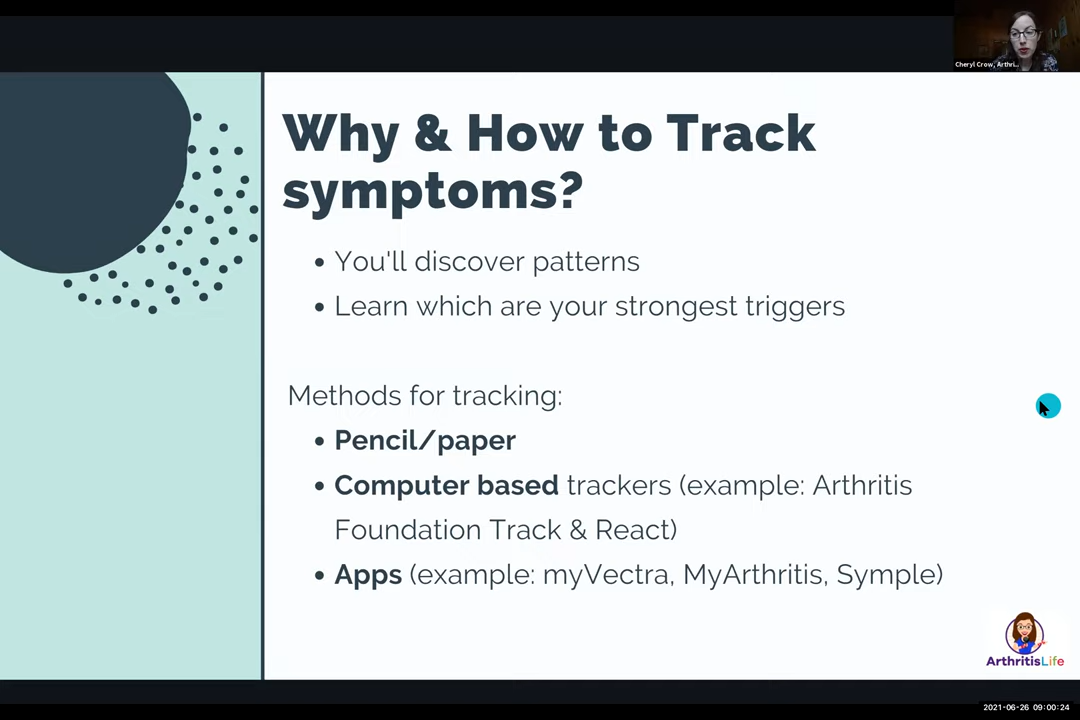 Cheryl Crow, Arthri...
Why & How to Track
symptoms?
• You'll discover patterns
• Learn which are your strongest triggers
Methods for tracking:
• Pencil/paper
• Computer based trackers (example: Arthritis
Foundation Track & React)
• Apps (example: myVectra, MyArthritis, Symple)
ArthritisLife
2021-06-26 09:00:24